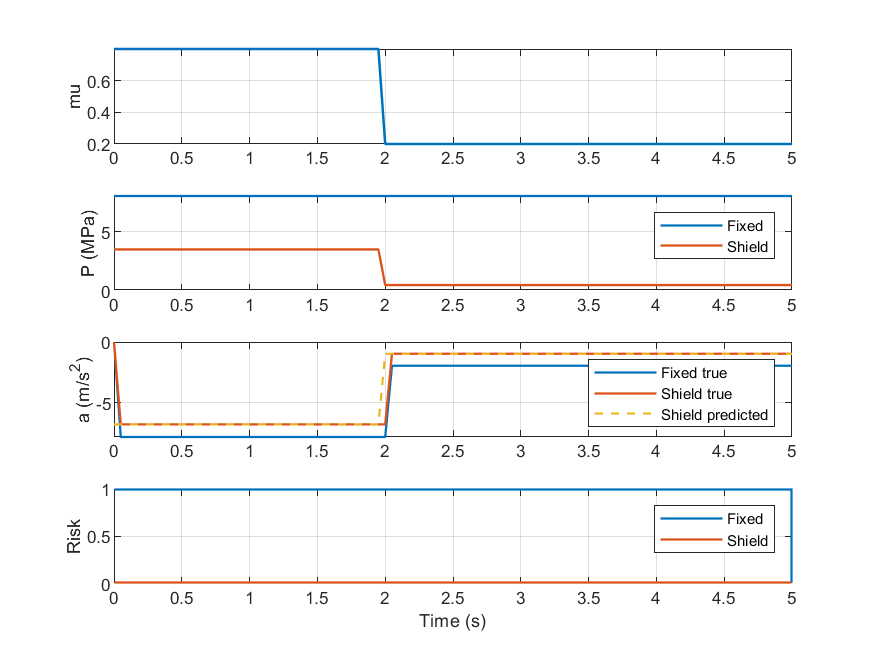 mu
0.6
0.4
0.2
0 0.5 1 1.5 2 2.5 3 3.5 4 4.5 5
P (MPa)
5
0
Fixed
Shield
0 0.5 1 1.5 2 2.5 3 3.5 4 4.5 5
a (m/s²)
0
-5
Fixed true
Shield true
Shield predicted
0 0.5 1 1.5 2 2.5 3 3.5 4 4.5 5
Risk
1
0.5
0
Fixed
Shield
0 0.5 1 1.5 2 2.5 3 3.5 4 4.5 5
Time (s)